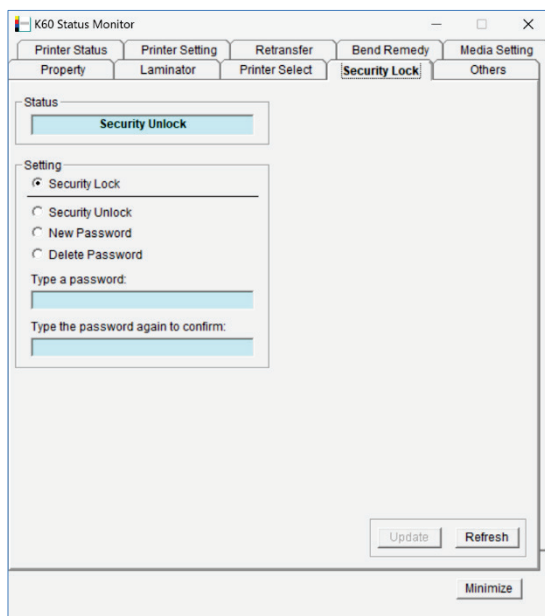 K60 Status Monitor
Printer Status Printer Setting Retransfer Bend Remedy Media Setting
Property Laminator Printer Select Security Lock Others
Status
Security Unlock
Setting
Security Lock
Security Unlock
New Password
Delete Password
Type a password:
Type the password again to confirm:
Update Refresh
Minimize